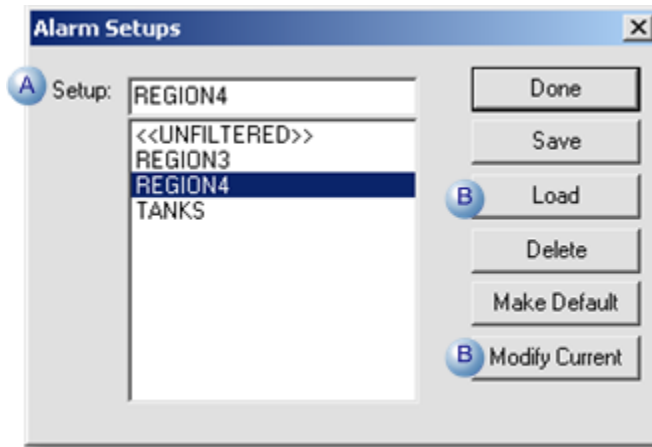 Alarm Setups
A
Setup:
REGION4
<<UNFILTERED>>
REGION3
REGION4
TANKS
Done
Save
B
Load
Delete
Make Default
B
Modify Current